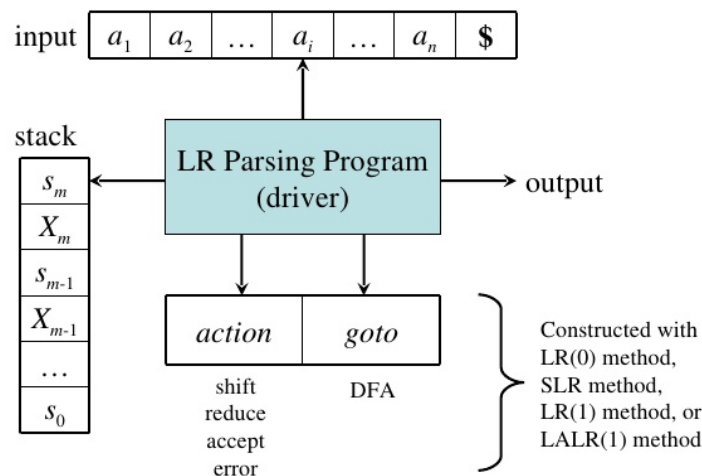 input a₁ a₂ … aᵢ … aₙ $
stack
sₘ
Xₘ
sₘ₋₁
Xₘ₋₁
…
s₀
LR Parsing Program
(driver)
output
action goto
shift
reduce
accept
error
DFA
Constructed with
LR(0) method,
SLR method,
LR(1) method, or
LALR(1) method